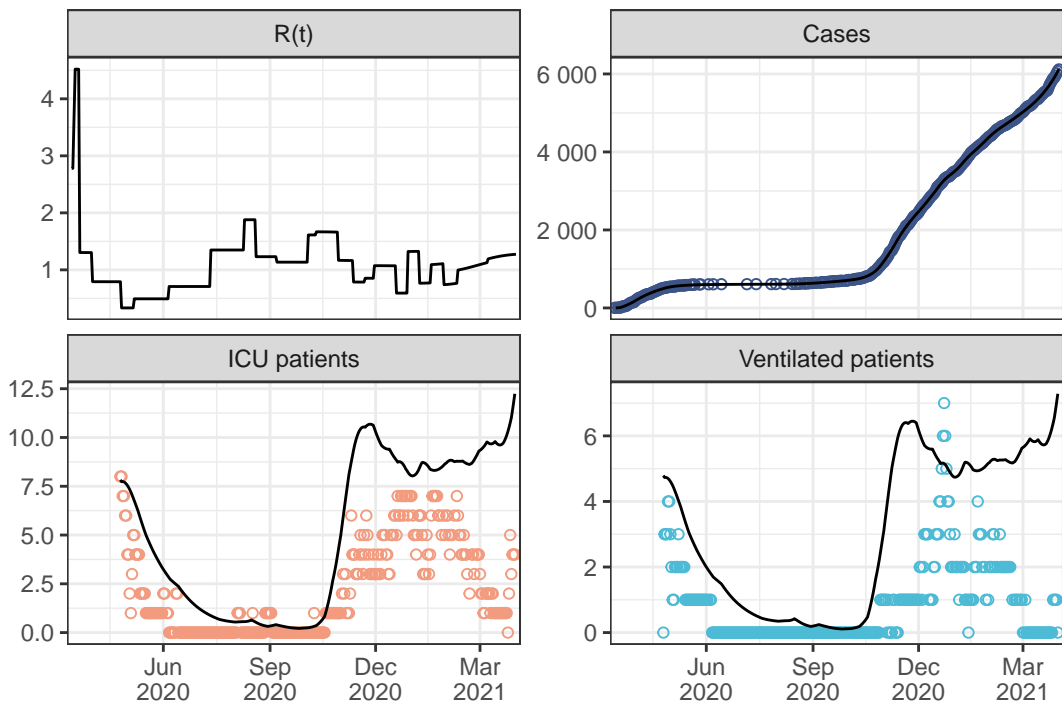 R(t)
Cases
4
3
2
1
6 000
4 000
2 000
0
ICU patients
Ventilated patients
12.5
10.0
7.5
5.0
2.5
0.0
6
4
2
0
Jun
2020
Sep
2020
Dec
2020
Mar
2021
Jun
2020
Sep
2020
Dec
2020
Mar
2021